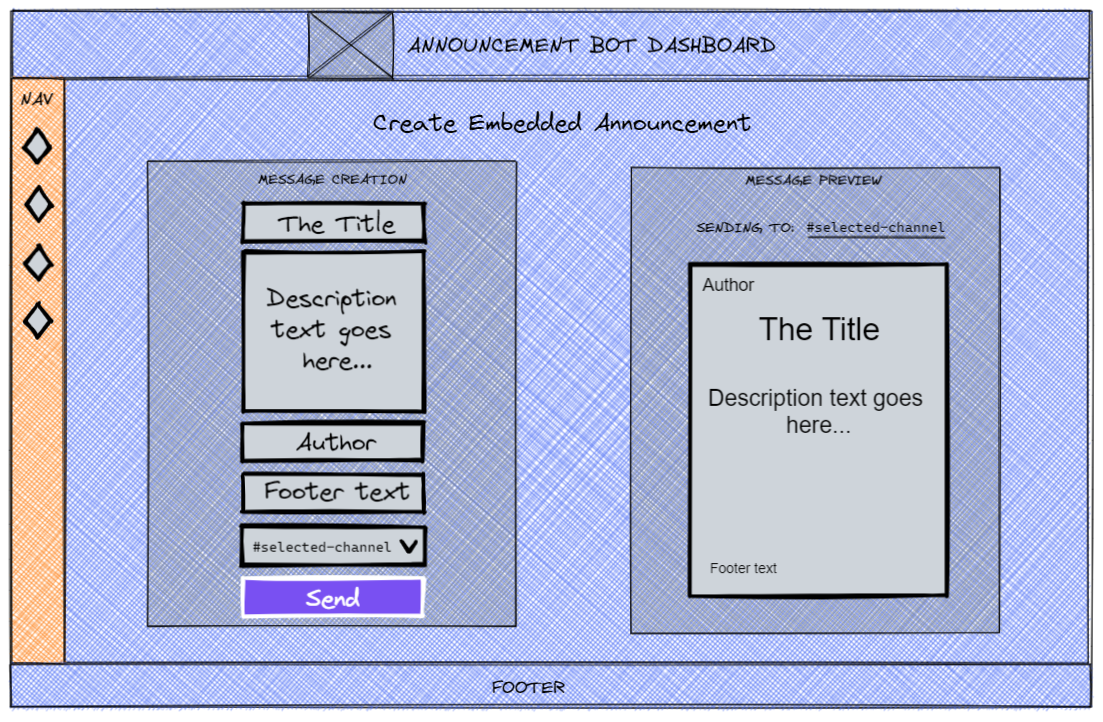 ANNOUNCEMENT BOT DASHBOARD
NAV
Create Embedded Announcement
MESSAGE CREATION
The Title
Description
text goes
here...
Author
Footer text
#selected-channel
Send
MESSAGE PREVIEW
SENDING TO: #selected-channel
Author
The Title
Description text goes
here...
Footer text
FOOTER